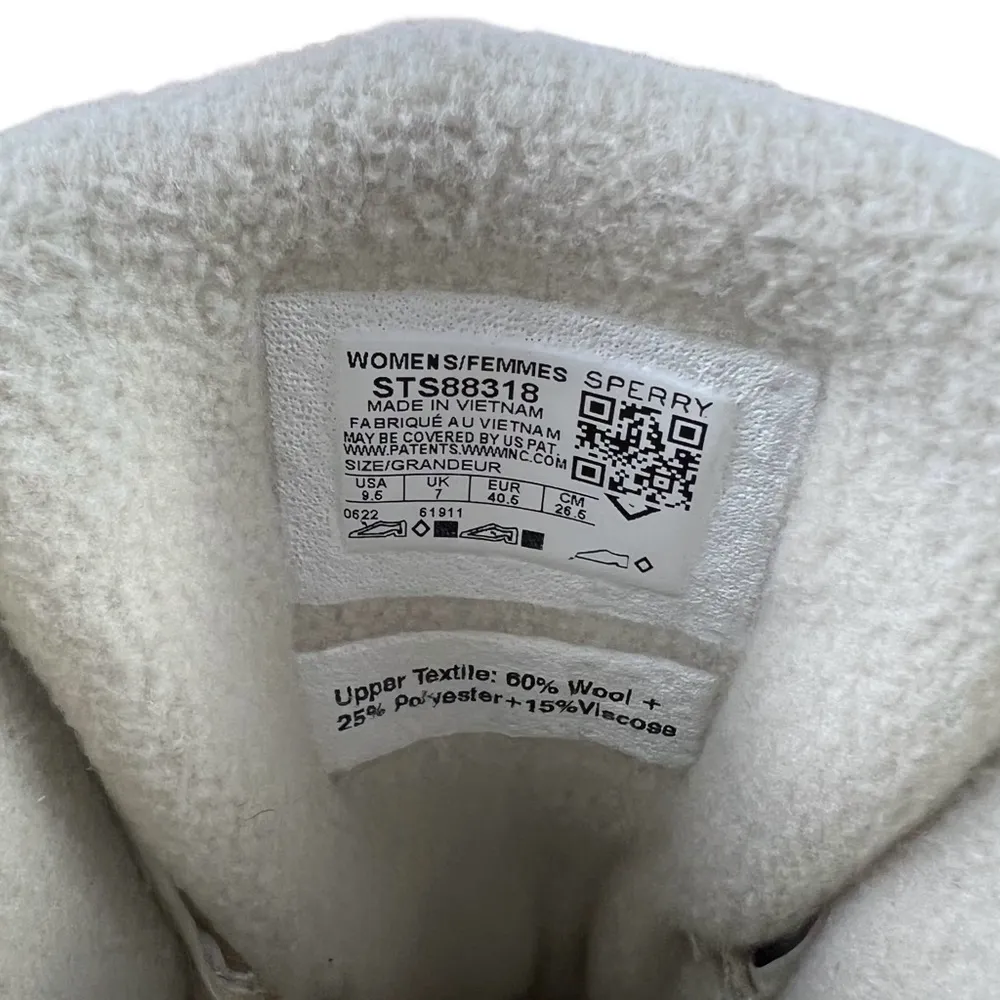 WOMENS/FEMMES
STS88318
MADE IN VIETNAM
FABRIQUÉ AU VIETNAM
MAY BE COVERED BY US PAT.
WWW.PATENTS.WWWINC.COM
SIZE/GRANDEUR
USA UK EUR CM
9.5 7 40.5 26.5
0622 61911
SPERRY
Upper Textile: 60% Wool +
25% Polyester+15%Viscose